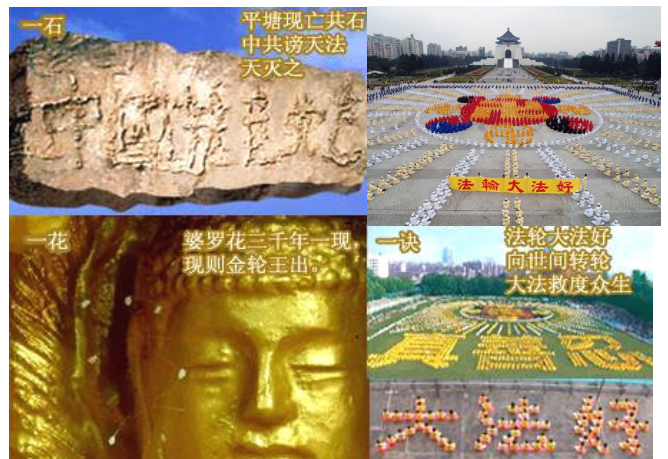 一石
平塘现亡共石
中共谤天法
天灭之
中國
法輪大法好
一花
婆罗花三千年一现，
现则金轮王出。
一诀
法轮大法好
向世间转轮
大法救度众生
真善忍
大法好